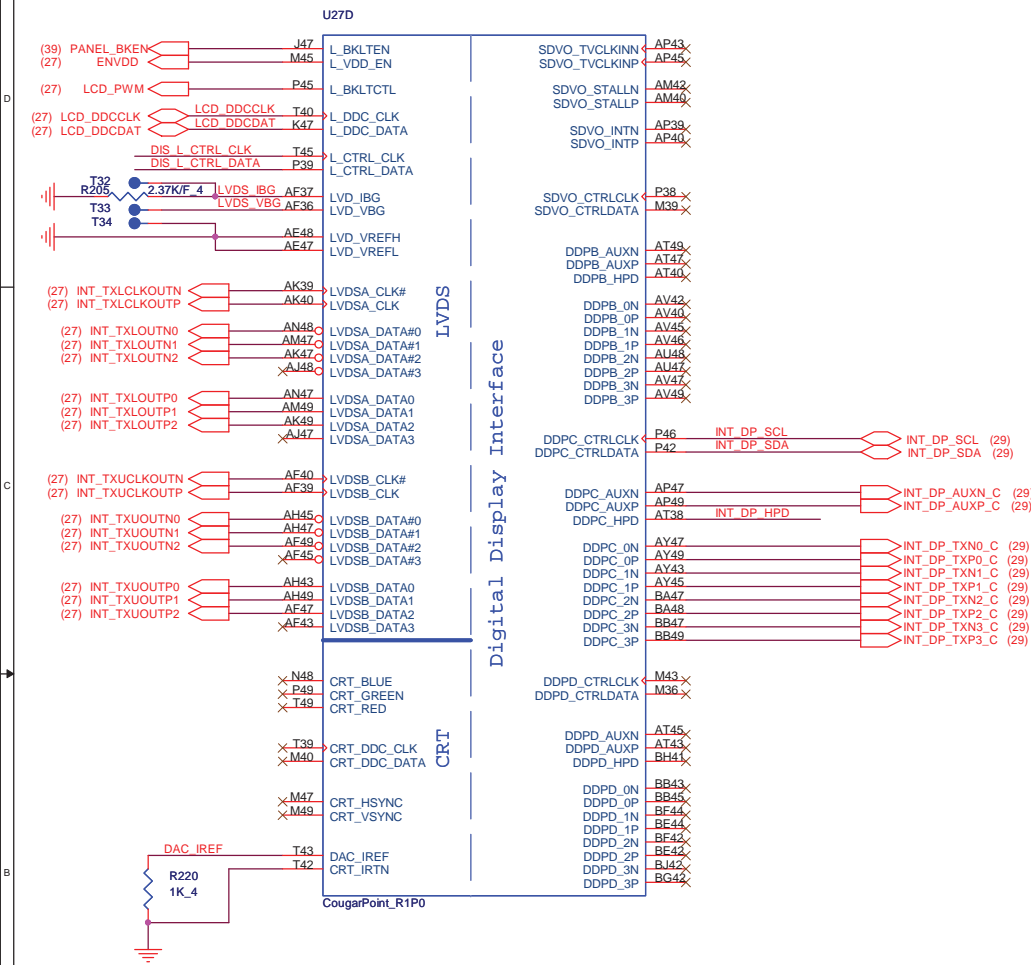 U27D
(39) PANEL_BKEN J47 L_BKLTEN
(27) ENVDD M45 L_VDD_EN
(27) LCD_PWM P45 L_BKLTCTL
(27) LCD_DDCCLK LCD_DDCCLK T40 L_DDC_CLK
(27) LCD_DDCDAT LCD_DDCDAT K47 L_DDC_DATA
DIS_L_CTRL_CLK T45 L_CTRL_CLK
DIS_L_CTRL_DATA P39 L_CTRL_DATA
T32
R205 2.37K/F_4 LVDS_IBG AF37 LVD_IBG
T33 LVDS_VBG AF36 LVD_VBG
T34
AE48 LVD_VREFH
AE47 LVD_VREFL
(27) INT_TXLCLKOUTN AK39 LVDSA_CLK#
(27) INT_TXLCLKOUTP AK40 LVDSA_CLK
(27) INT_TXLOUTN0 AN48 LVDSA_DATA#0
(27) INT_TXLOUTN1 AM47 LVDSA_DATA#1
(27) INT_TXLOUTN2 AK47 LVDSA_DATA#2
AJ48 LVDSA_DATA#3
(27) INT_TXLOUTP0 AN47 LVDSA_DATA0
(27) INT_TXLOUTP1 AM49 LVDSA_DATA1
(27) INT_TXLOUTP2 AK49 LVDSA_DATA2
AJ47 LVDSA_DATA3
(27) INT_TXUCLKOUTN AF40 LVDSB_CLK#
(27) INT_TXUCLKOUTP AF39 LVDSB_CLK
(27) INT_TXUOUTN0 AH45 LVDSB_DATA#0
(27) INT_TXUOUTN1 AH47 LVDSB_DATA#1
(27) INT_TXUOUTN2 AF49 LVDSB_DATA#2
AF45 LVDSB_DATA#3
(27) INT_TXUOUTP0 AH43 LVDSB_DATA0
(27) INT_TXUOUTP1 AH49 LVDSB_DATA1
(27) INT_TXUOUTP2 AF47 LVDSB_DATA2
AF43 LVDSB_DATA3
N48 CRT_BLUE
P49 CRT_GREEN
T49 CRT_RED
T39 CRT_DDC_CLK
M40 CRT_DDC_DATA
M47 CRT_HSYNC
M49 CRT_VSYNC
DAC_IREF T43 DAC_IREF
T42 CRT_IRTN
R220
1K_4
LVDS
CRT
Digital Display Interface
SDVO_TVCLKINN AP43
SDVO_TVCLKINP AP45
SDVO_STALLN AM42
SDVO_STALLP AM40
SDVO_INTN AP39
SDVO_INTP AP40
SDVO_CTRLCLK P38
SDVO_CTRLDATA M39
DDPB_AUXN AT49
DDPB_AUXP AT47
DDPB_HPD AT40
DDPB_0N AV42
DDPB_0P AV40
DDPB_1N AV45
DDPB_1P AV46
DDPB_2N AU48
DDPB_2P AU47
DDPB_3N AV47
DDPB_3P AV49
DDPC_CTRLCLK P46 INT_DP_SCL INT_DP_SCL (29)
DDPC_CTRLDATA P42 INT_DP_SDA INT_DP_SDA (29)
DDPC_AUXN AP47 INT_DP_AUXN_C (29
DDPC_AUXP AP49 INT_DP_AUXP_C (29
DDPC_HPD AT38 INT_DP_HPD
DDPC_0N AY47 INT_DP_TXN0_C (29)
DDPC_0P AY49 INT_DP_TXP0_C (29)
DDPC_1N AY43 INT_DP_TXN1_C (29)
DDPC_1P AY45 INT_DP_TXP1_C (29)
DDPC_2N BA47 INT_DP_TXN2_C (29)
DDPC_2P BA48 INT_DP_TXP2_C (29)
DDPC_3N BB47 INT_DP_TXN3_C (29)
DDPC_3P BB49 INT_DP_TXP3_C (29)
DDPD_CTRLCLK M43
DDPD_CTRLDATA M36
DDPD_AUXN AT45
DDPD_AUXP AT43
DDPD_HPD BH41
DDPD_0N BB43
DDPD_0P BB45
DDPD_1N BF44
DDPD_1P BE44
DDPD_2N BF42
DDPD_2P BE42
DDPD_3N BJ42
DDPD_3P BG42
CougarPoint_R1P0
D
C
B